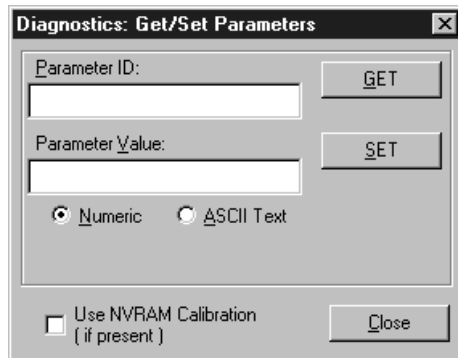 Diagnostics: Get/Set Parameters
Parameter ID:
GET
Parameter Value:
SET
Numeric
ASCII Text
Use NVRAM Calibration
( if present )
Close